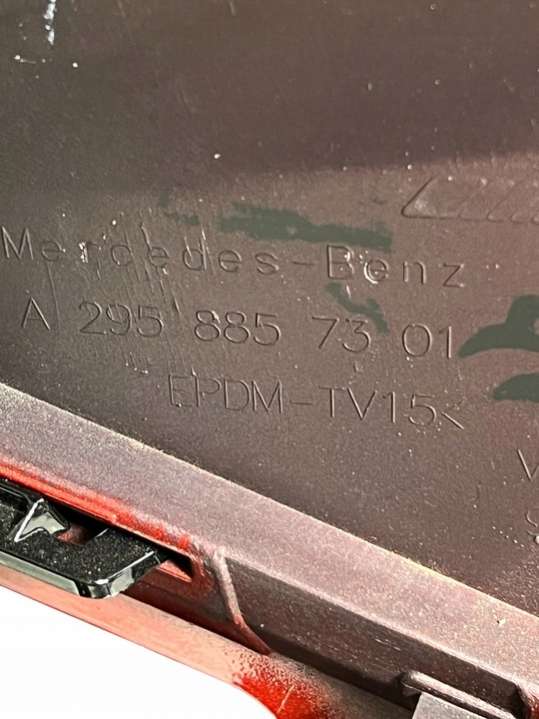 Mercedes-Benz
A 295 885 73 01
EPDM-TV15<